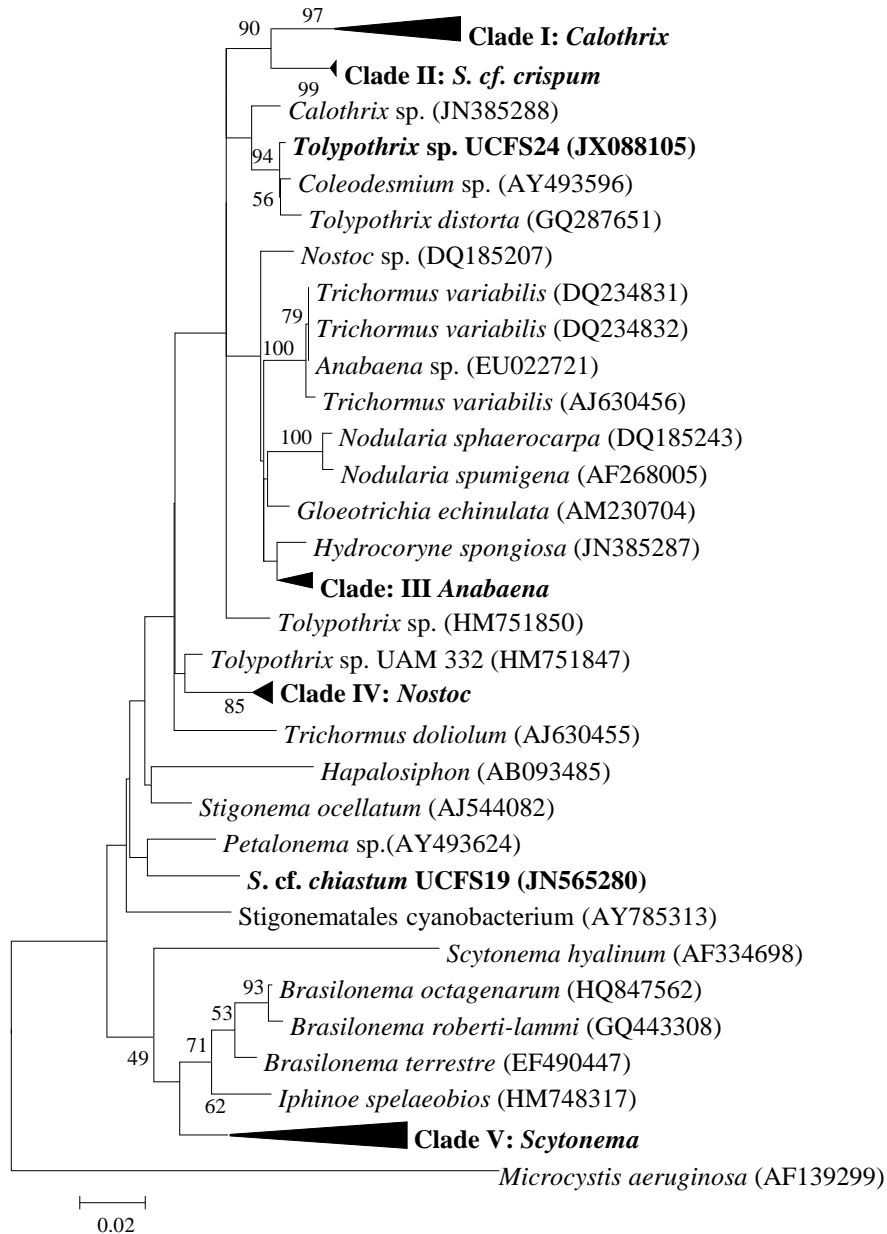 97
90
Clade I: Calothrix
Clade II: S. cf. crispum
99
Calothrix sp. (JN385288)
Tolypothrix sp. UCFS24 (JX088105)
94
Coleodesmium sp. (AY493596)
56
Tolypothrix distorta (GQ287651)
Nostoc sp. (DQ185207)
Trichormus variabilis (DQ234831)
79
Trichormus variabilis (DQ234832)
100
Anabaena sp. (EU022721)
Trichormus variabilis (AJ630456)
100
Nodularia sphaerocarpa (DQ185243)
Nodularia spumigena (AF268005)
Gloeotrichia echinulata (AM230704)
Hydrocoryne spongiosa (JN385287)
Clade: III Anabaena
Tolypothrix sp. (HM751850)
Tolypothrix sp. UAM 332 (HM751847)
Clade IV: Nostoc
85
Trichormus doliolum (AJ630455)
Hapalosiphon (AB093485)
Stigonema ocellatum (AJ544082)
Petalonema sp.(AY493624)
S. cf. chiastum UCFS19 (JN565280)
Stigonematales cyanobacterium (AY785313)
Scytonema hyalinum (AF334698)
93
Brasilonema octagenarum (HQ847562)
53
Brasilonema roberti-lammi (GQ443308)
71
49
Brasilonema terrestre (EF490447)
Iphinoe spelaeobios (HM748317)
62
Clade V: Scytonema
Microcystis aeruginosa (AF139299)
0.02